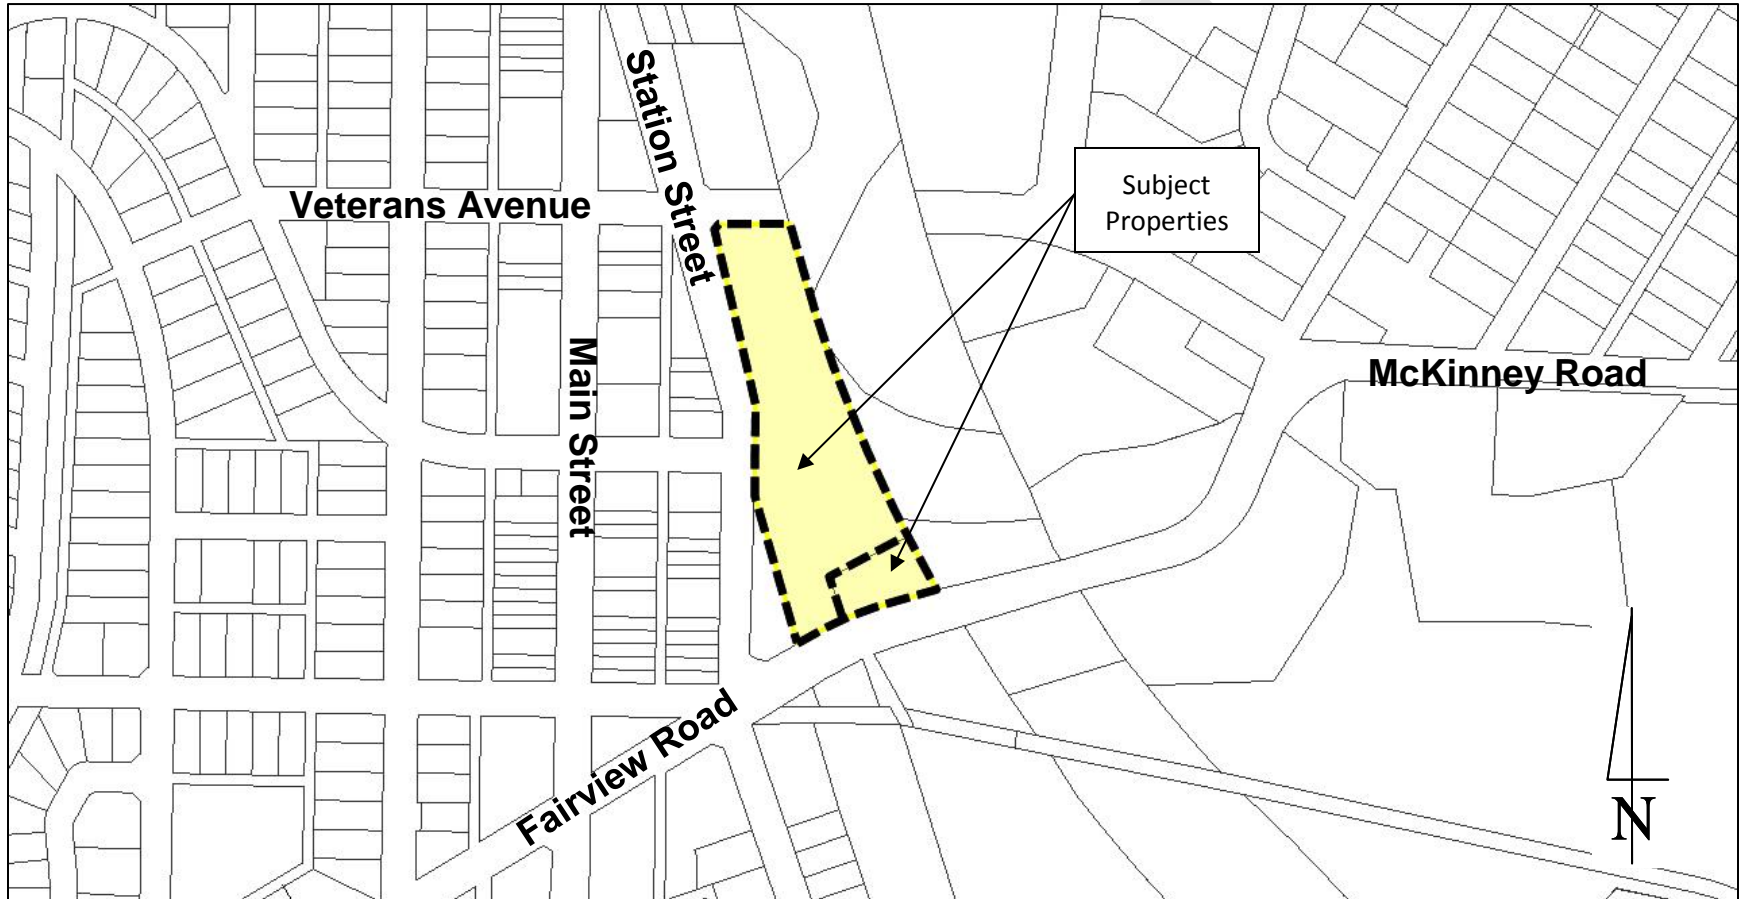 Station Street
Subject
Properties
Veterans Avenue
Main Street
McKinney Road
Fairview Road
N